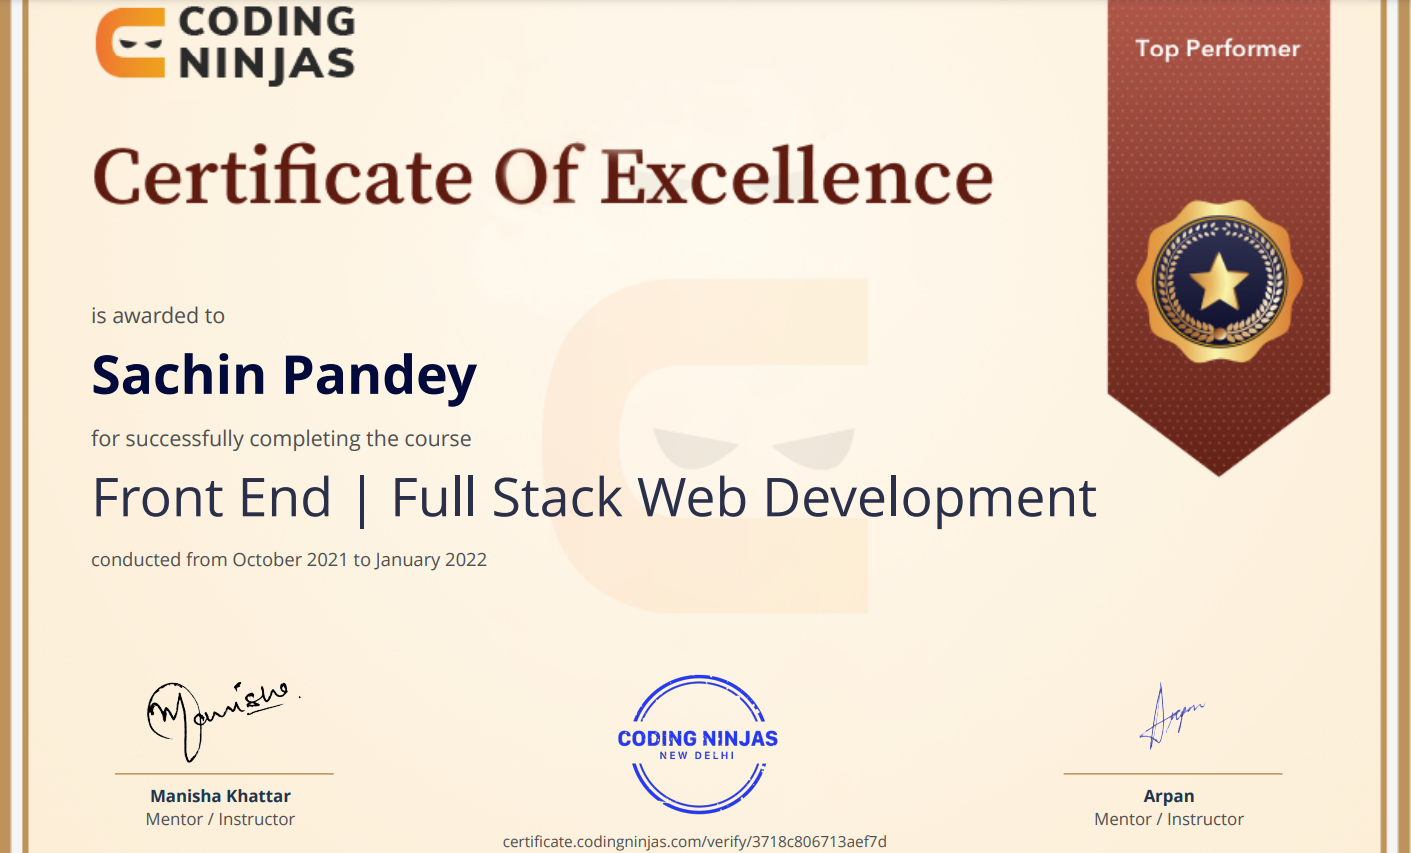 CODING
NINJAS
Top Performer
Certificate Of Excellence
is awarded to
Sachin Pandey
for successfully completing the course
Front End | Full Stack Web Development
conducted from October 2021 to January 2022
Manisha.
CODING NINJAS
NEW DELHI
Arpan
Manisha Khattar
Mentor / Instructor
Arpan
Mentor / Instructor
certificate.codingninjas.com/verify/3718c806713aef7d